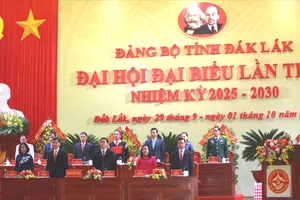 ĐẢNG BỘ TỈNH ĐẮK LẮK
ĐẠI HỘI ĐẠI BIỂU LẦN TH
NHIỆM KỲ 2025 - 2030
Đắk Lắk, ngày 29 tháng 9 - ngày 01 tháng 10 năm